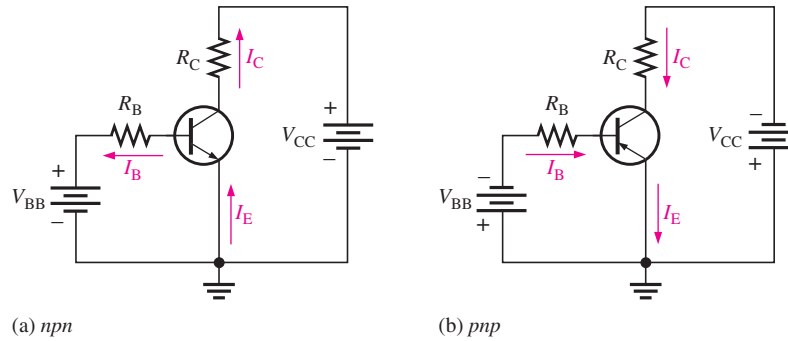 R_C
I_C
R_B
+
V_CC
−
I_B
+
V_BB
−
I_E
(a) npn
R_C
I_C
R_B
−
V_CC
+
I_B
−
V_BB
+
I_E
(b) pnp